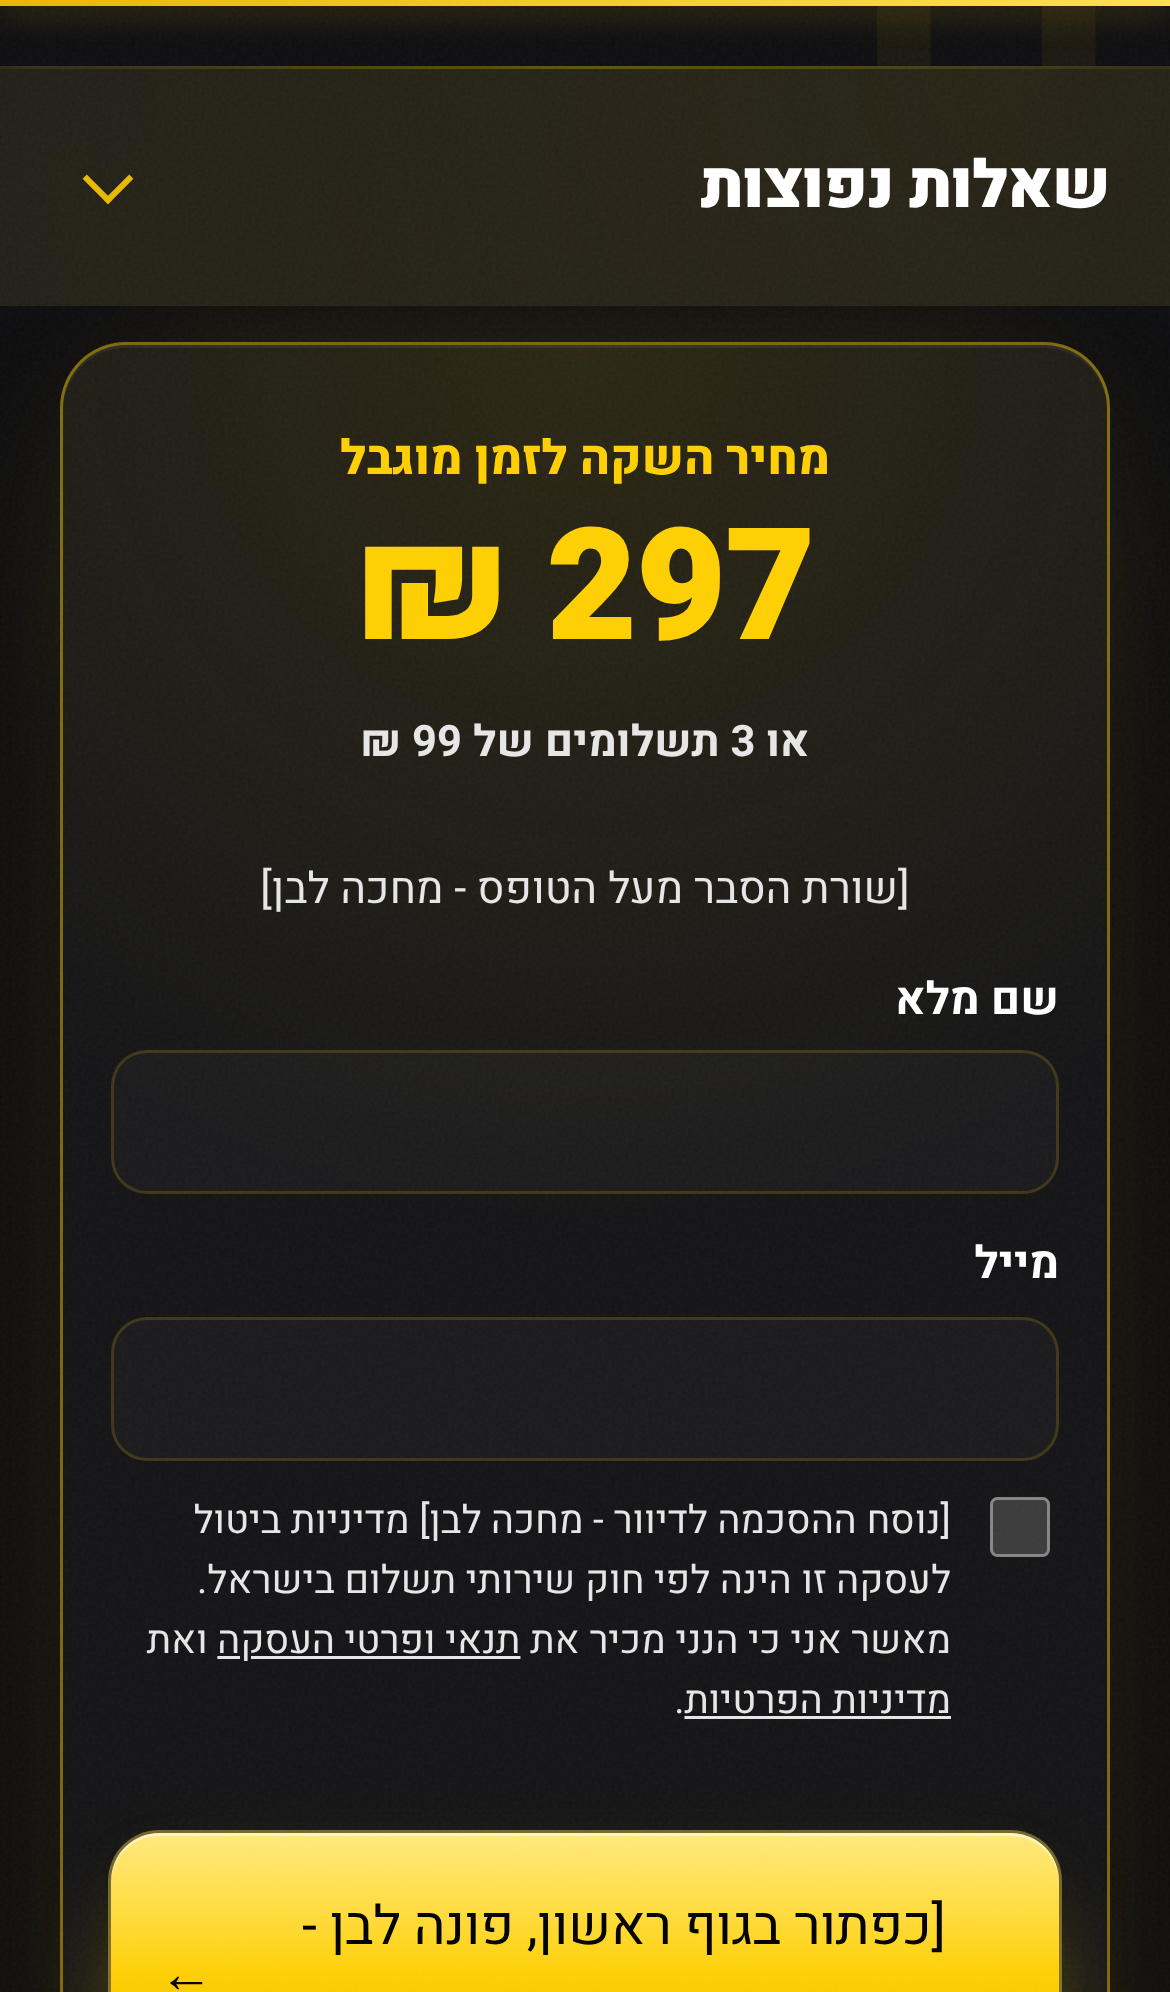 שאלות נפוצות
מחיר השקה לזמן מוגבל
297 ₪
או 3 תשלומים של 99 ₪
[שורת הסבר מעל הטופס - מחכה לבן]
שם מלא
מייל
[נוסח ההסכמה לדיוור - מחכה לבן] מדיניות ביטול
לעסקה זו הינה לפי חוק שירותי תשלום בישראל.
מאשר אני כי הנני מכיר את תנאי ופרטי העסקה ואת
מדיניות הפרטיות.
[כפתור בגוף ראשון, פונה לבן -
←